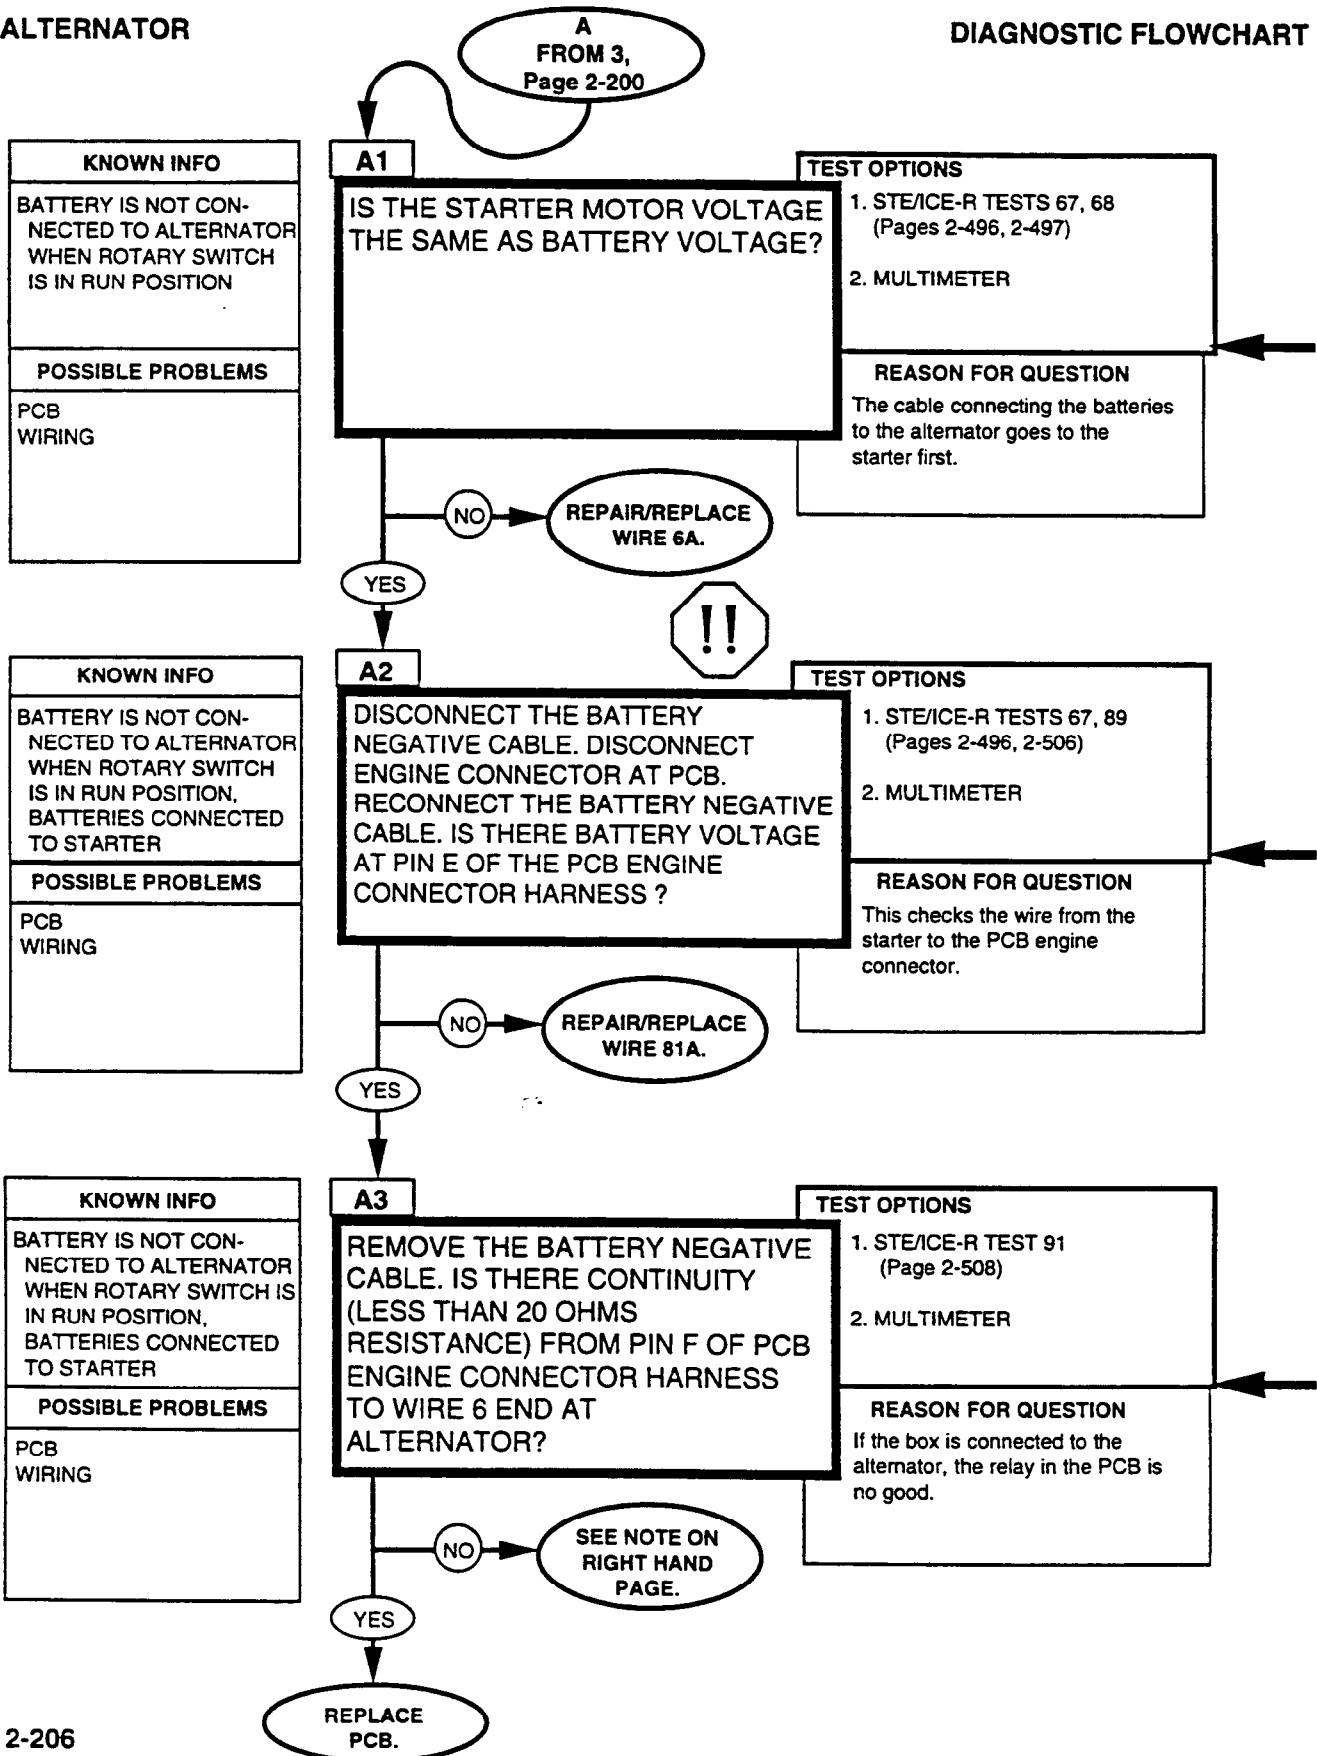 ALTERNATOR
DIAGNOSTIC FLOWCHART
A
FROM 3,
Page 2-200
KNOWN INFO
BATTERY IS NOT CON-
NECTED TO ALTERNATOR
WHEN ROTARY SWITCH
IS IN RUN POSITION
POSSIBLE PROBLEMS
PCB
WIRING
A1
IS THE STARTER MOTOR VOLTAGE
THE SAME AS BATTERY VOLTAGE?
TEST OPTIONS
1. STE/ICE-R TESTS 67, 68
(Pages 2-496, 2-497)
2. MULTIMETER
REASON FOR QUESTION
The cable connecting the batteries
to the alternator goes to the
starter first.
NO
REPAIR/REPLACE
WIRE 6A.
YES
!!
KNOWN INFO
BATTERY IS NOT CON-
NECTED TO ALTERNATOR
WHEN ROTARY SWITCH
IS IN RUN POSITION,
BATTERIES CONNECTED
TO STARTER
POSSIBLE PROBLEMS
PCB
WIRING
A2
DISCONNECT THE BATTERY
NEGATIVE CABLE. DISCONNECT
ENGINE CONNECTOR AT PCB.
RECONNECT THE BATTERY NEGATIVE
CABLE. IS THERE BATTERY VOLTAGE
AT PIN E OF THE PCB ENGINE
CONNECTOR HARNESS ?
TEST OPTIONS
1. STE/ICE-R TESTS 67, 89
(Pages 2-496, 2-506)
2. MULTIMETER
REASON FOR QUESTION
This checks the wire from the
starter to the PCB engine
connector.
NO
REPAIR/REPLACE
WIRE 81A.
YES
KNOWN INFO
BATTERY IS NOT CON-
NECTED TO ALTERNATOR
WHEN ROTARY SWITCH IS
IN RUN POSITION,
BATTERIES CONNECTED
TO STARTER
POSSIBLE PROBLEMS
PCB
WIRING
A3
REMOVE THE BATTERY NEGATIVE
CABLE. IS THERE CONTINUITY
(LESS THAN 20 OHMS
RESISTANCE) FROM PIN F OF PCB
ENGINE CONNECTOR HARNESS
TO WIRE 6 END AT
ALTERNATOR?
TEST OPTIONS
1. STE/ICE-R TEST 91
(Page 2-508)
2. MULTIMETER
REASON FOR QUESTION
If the box is connected to the
alternator, the relay in the PCB is
no good.
NO
SEE NOTE ON
RIGHT HAND
PAGE.
YES
REPLACE
PCB.
2-206